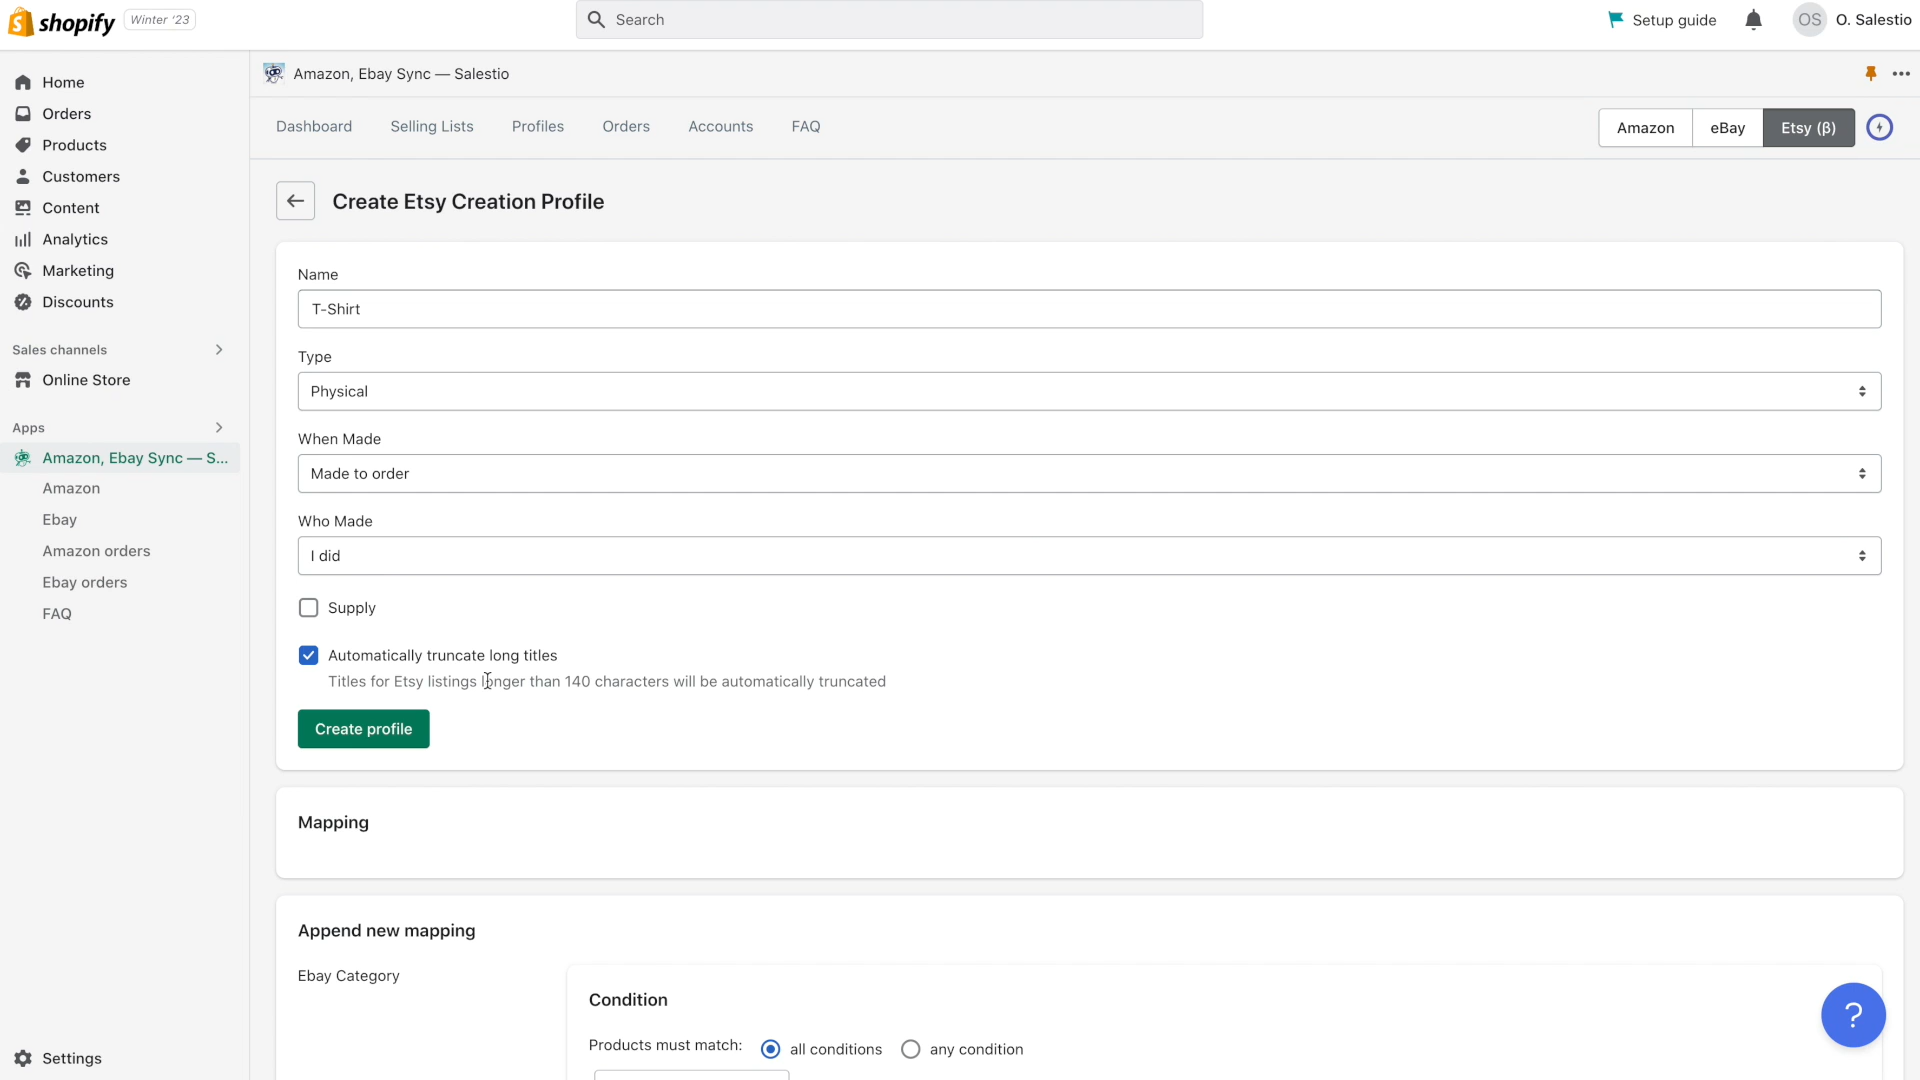 shopify
Winter '23
Search
Setup guide
OS
O. Salestio
Home
Orders
Products
Customers
Content
Analytics
Marketing
Discounts
Sales channels
Online Store
Apps
Amazon, Ebay Sync — S...
Amazon
Ebay
Amazon orders
Ebay orders
FAQ
Settings
Amazon, Ebay Sync — Salestio
Dashboard
Selling Lists
Profiles
Orders
Accounts
FAQ
Amazon
eBay
Etsy (β)
Create Etsy Creation Profile
Name
T-Shirt
Type
Physical
When Made
Made to order
Who Made
I did
Supply
Automatically truncate long titles
Titles for Etsy listings longer than 140 characters will be automatically truncated
Create profile
Mapping
Append new mapping
Ebay Category
Condition
Products must match:
all conditions
any condition
?